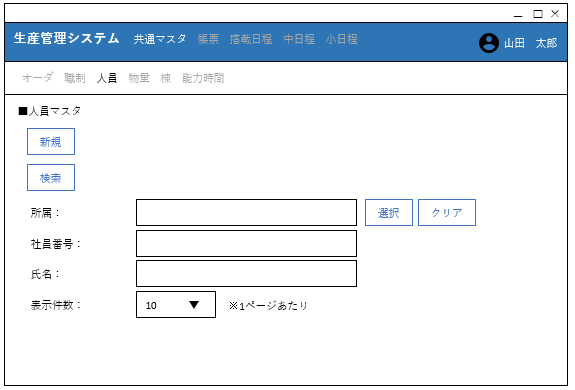 生産管理システム 共通マスタ 帳票 搭載日程 中日程 小日程 山田 太郎
オーダ 職制 人員 物量 棟 能力時間
■人員マスタ
新規
検索
所属： 選択 クリア
社員番号：
氏名：
表示件数： 10 ▼ ※1ページあたり